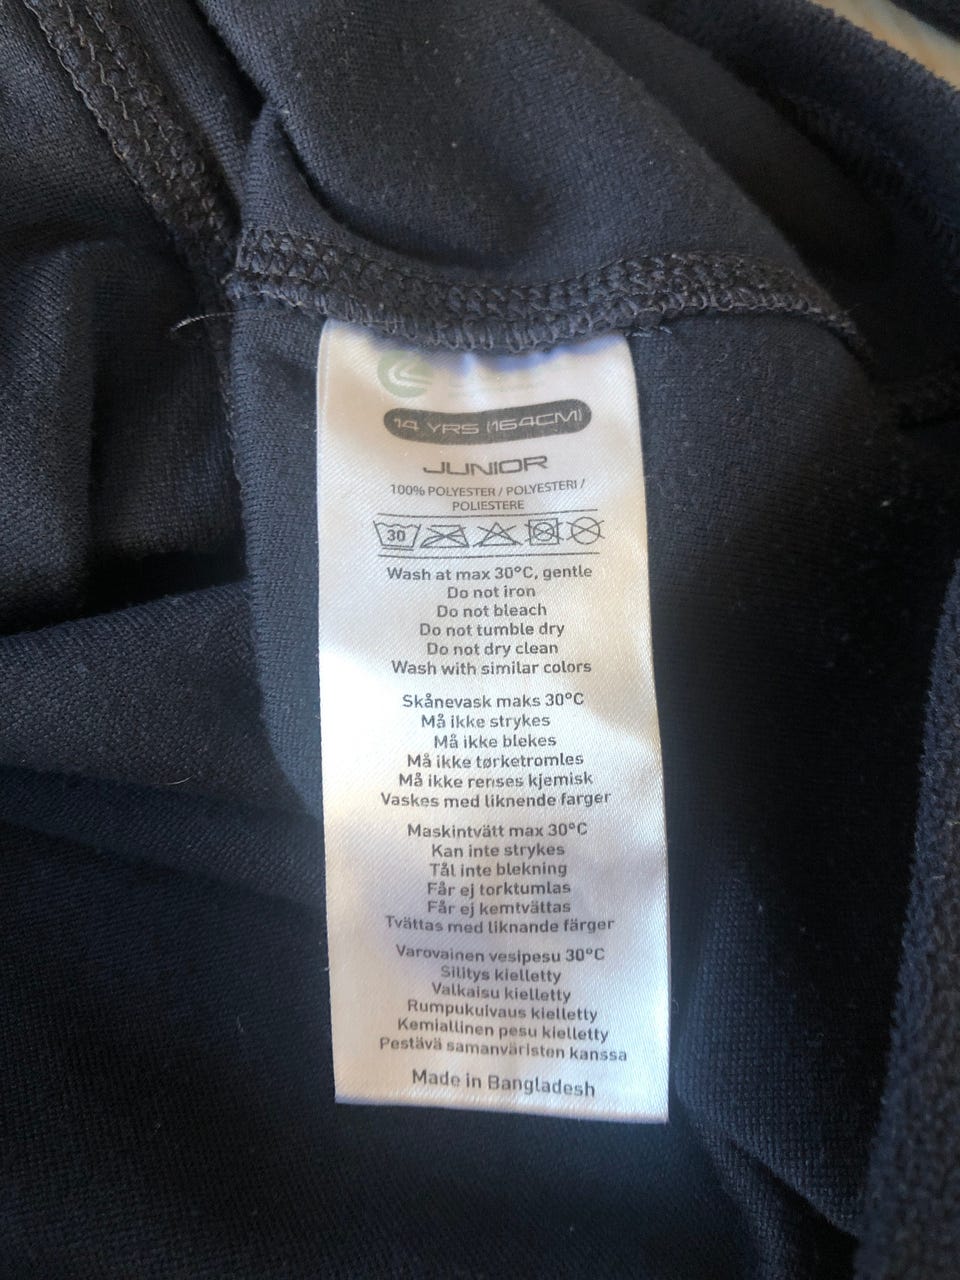 14 YRS (164CM)
JUNIOR
100% POLYESTER / POLYESTERI /
POLIESTERE
30
Wash at max 30°C, gentle
Do not iron
Do not bleach
Do not tumble dry
Do not dry clean
Wash with similar colors
Skånevask maks 30°C
Må ikke strykes
Må ikke blekes
Må ikke tørketromles
Må ikke renses kjemisk
Vaskes med liknende farger
Maskintvätt max 30°C
Kan inte strykes
Tål inte blekning
Får ej torktumlas
Får ej kemtvättas
Tvättas med liknande färger
Varovainen vesipesu 30°C
Silitys kielletty
Valkaisu kielletty
Rumpukuivaus kielletty
Kemiallinen pesu kielletty
Pestävä samanväristen kanssa
Made in Bangladesh